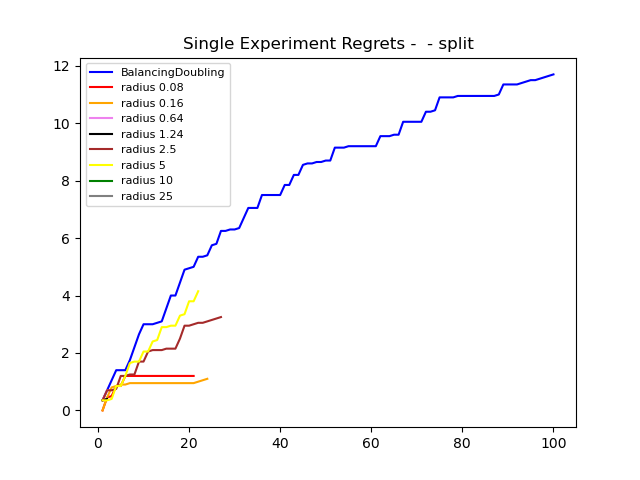 Single Experiment Regrets -  - split
BalancingDoubling
radius 0.08
radius 0.16
radius 0.64
radius 1.24
radius 2.5
radius 5
radius 10
radius 25
12
10
8
6
4
2
0
0 20 40 60 80 100